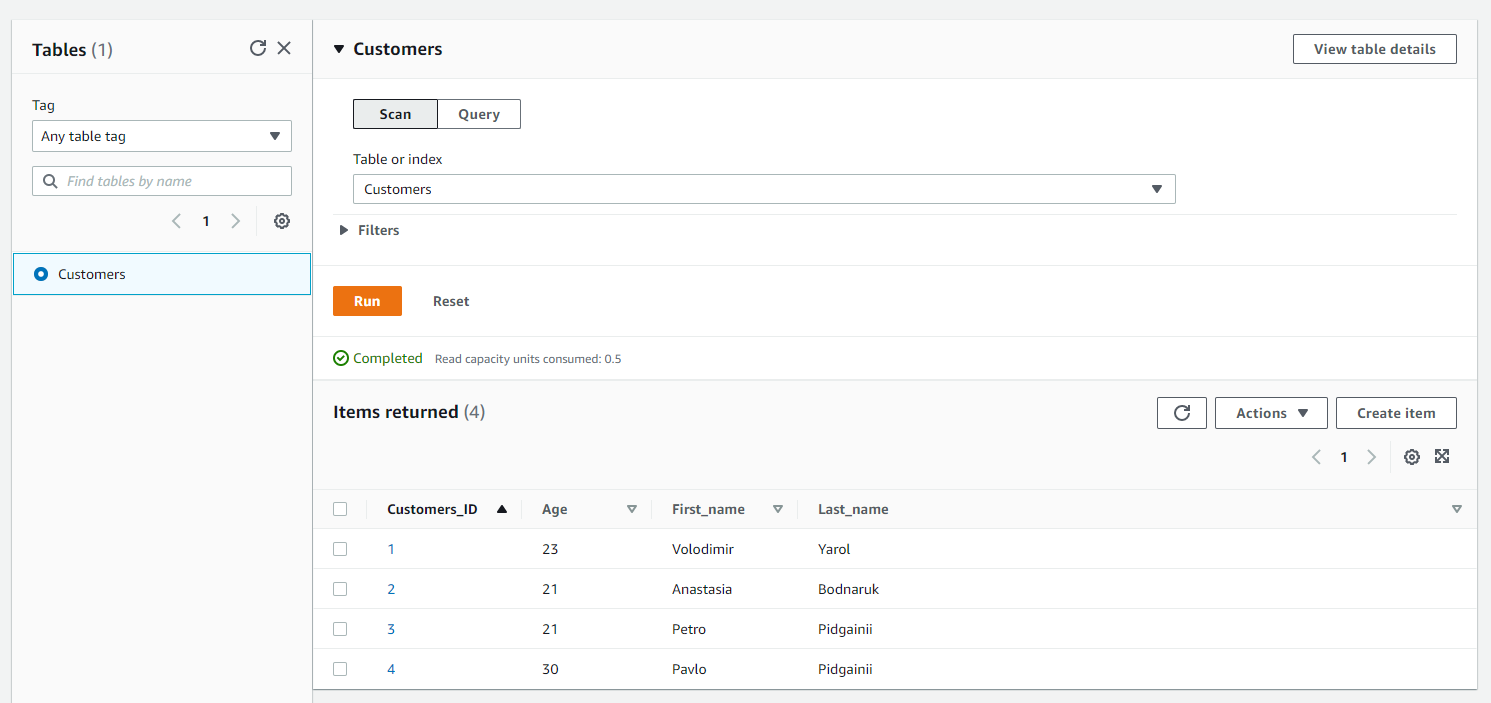 Tables (1)
Tag
Any table tag
Find tables by name
1
Customers
Customers
View table details
Scan Query
Table or index
Customers
Filters
Run Reset
Completed Read capacity units consumed: 0.5
Items returned (4)
Actions Create item
1
Customers_ID Age First_name Last_name
1 23 Volodimir Yarol
2 21 Anastasia Bodnaruk
3 21 Petro Pidgainii
4 30 Pavlo Pidgainii